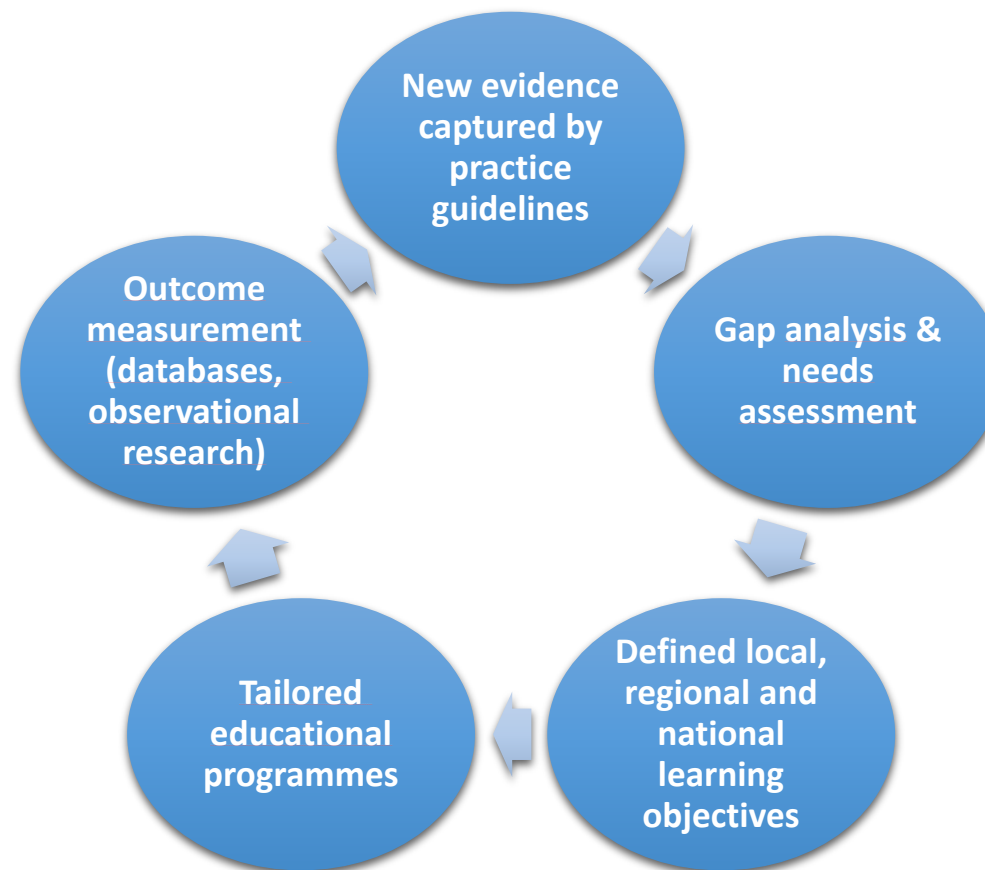 New evidence
captured by
practice
guidelines
Gap analysis &
needs
assessment
Defined local,
regional and
national
learning
objectives
Tailored
educational
programmes
Outcome
measurement
(databases,
observational
research)